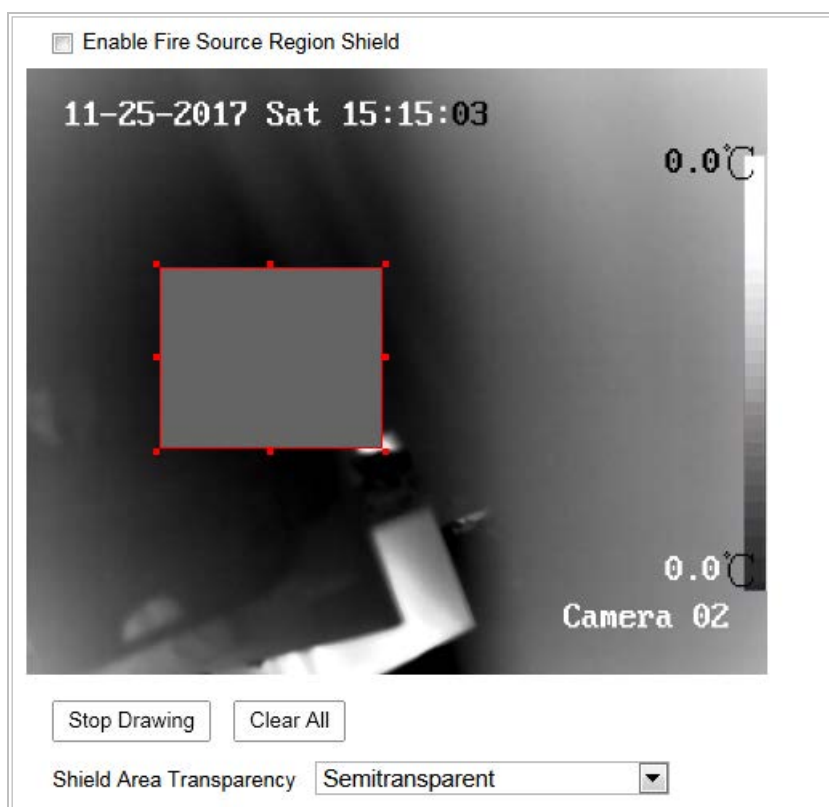 Enable Fire Source Region Shield
11-25-2017 Sat 15:15:03
0.0℃
0.0℃
Camera 02
Stop Drawing
Clear All
Shield Area Transparency
Semitransparent